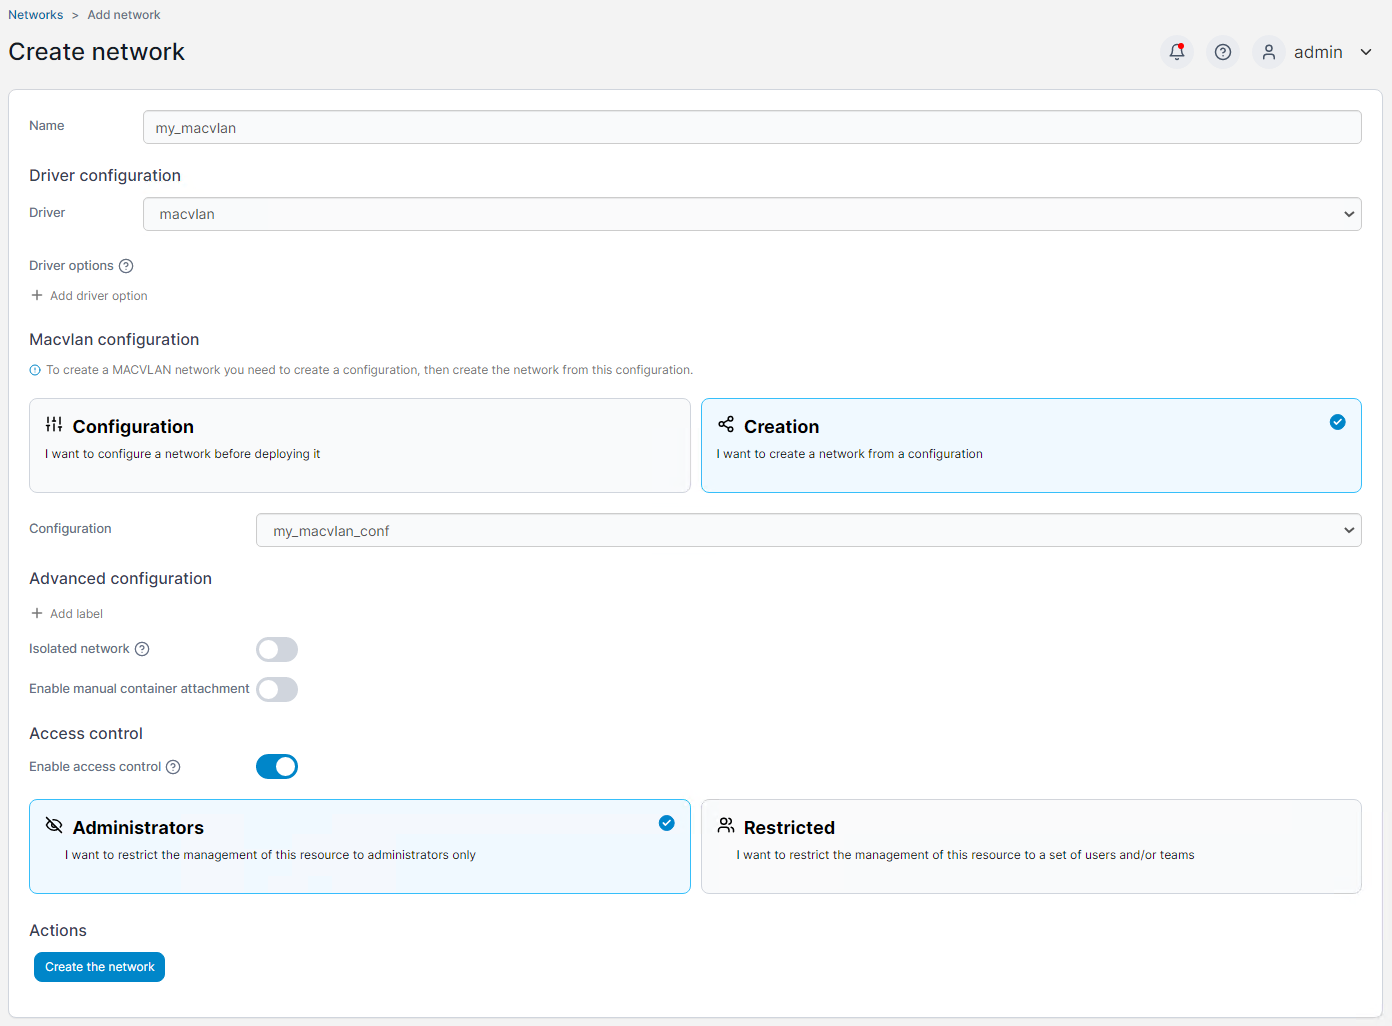 Networks > Add network
Create network
admin
Name
my_macvlan
Driver configuration
Driver
macvlan
Driver options
Add driver option
Macvlan configuration
To create a MACVLAN network you need to create a configuration, then create the network from this configuration.
Configuration
I want to configure a network before deploying it
Creation
I want to create a network from a configuration
Configuration
my_macvlan_conf
Advanced configuration
Add label
Isolated network
Enable manual container attachment
Access control
Enable access control
Administrators
I want to restrict the management of this resource to administrators only
Restricted
I want to restrict the management of this resource to a set of users and/or teams
Actions
Create the network